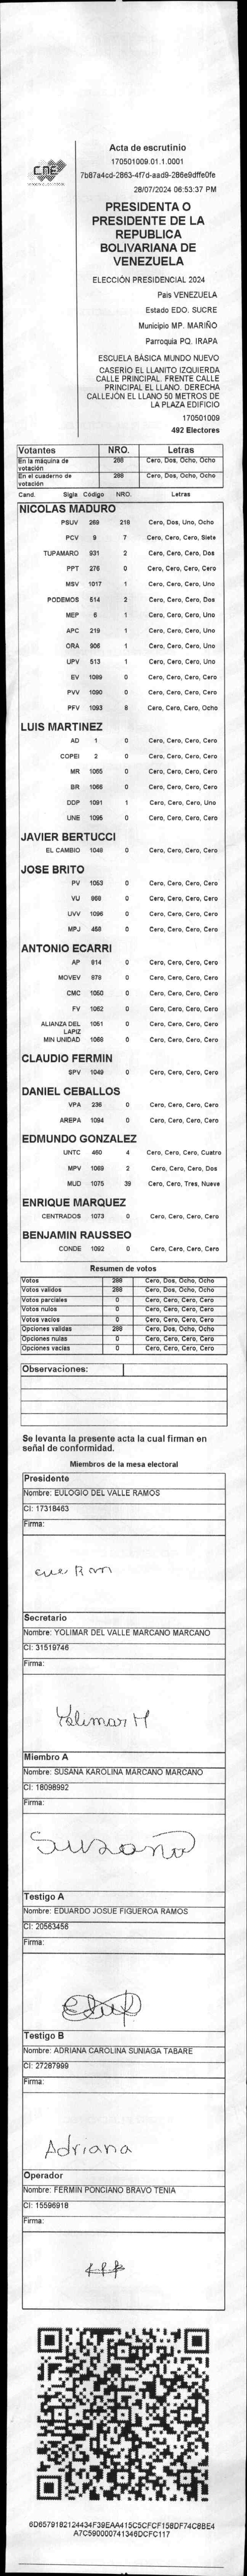 Acta de escrutinio
170501009.01.1.0001
7b87a4cd-2863-4f7d-aad9-286e9dffe0fe
28/07/2024 06:53:37 PM
CNE
PRESIDENTA O
PRESIDENTE DE LA
REPUBLICA
BOLIVARIANA DE
VENEZUELA
ELECCIÓN PRESIDENCIAL 2024
Pais VENEZUELA
Estado EDO. SUCRE
Municipio MP. MARIÑO
Parroquia PQ. IRAPA
ESCUELA BÁSICA MUNDO NUEVO
CASERIO EL LLANITO IZQUIERDA
CALLE PRINCIPAL. FRENTE CALLE
PRINCIPAL EL LLANO. DERECHA
CALLEJÓN EL LLANO 50 METROS DE
LA PLAZA EDIFICIO
170501009
492 Electores
Votantes NRO. Letras
En la máquina de votación 288 Cero, Dos, Ocho, Ocho
En el cuaderno de votación 288 Cero, Dos, Ocho, Ocho
Cand. Sigla Código NRO. Letras
NICOLAS MADURO
PSUV 269 218 Cero, Dos, Uno, Ocho
PCV 9 7 Cero, Cero, Cero, Siete
TUPAMARO 931 2 Cero, Cero, Cero, Dos
PPT 276 0 Cero, Cero, Cero, Cero
MSV 1017 1 Cero, Cero, Cero, Uno
PODEMOS 514 2 Cero, Cero, Cero, Dos
MEP 6 1 Cero, Cero, Cero, Uno
APC 219 1 Cero, Cero, Cero, Uno
ORA 906 1 Cero, Cero, Cero, Uno
UPV 513 1 Cero, Cero, Cero, Uno
EV 1089 0 Cero, Cero, Cero, Cero
PVV 1090 0 Cero, Cero, Cero, Cero
PFV 1093 8 Cero, Cero, Cero, Ocho
LUIS MARTINEZ
AD 1 0 Cero, Cero, Cero, Cero
COPEI 2 0 Cero, Cero, Cero, Cero
MR 1065 0 Cero, Cero, Cero, Cero
BR 1066 0 Cero, Cero, Cero, Cero
DDP 1091 1 Cero, Cero, Cero, Uno
UNE 1095 0 Cero, Cero, Cero, Cero
JAVIER BERTUCCI
EL CAMBIO 1048 0 Cero, Cero, Cero, Cero
JOSE BRITO
PV 1053 0 Cero, Cero, Cero, Cero
VU 968 0 Cero, Cero, Cero, Cero
UVV 1096 0 Cero, Cero, Cero, Cero
MPJ 458 0 Cero, Cero, Cero, Cero
ANTONIO ECARRI
AP 914 0 Cero, Cero, Cero, Cero
MOVEV 979 0 Cero, Cero, Cero, Cero
CMC 1050 0 Cero, Cero, Cero, Cero
FV 1052 0 Cero, Cero, Cero, Cero
ALIANZA DEL LAPIZ 1051 0 Cero, Cero, Cero, Cero
MIN UNIDAD 1068 0 Cero, Cero, Cero, Cero
CLAUDIO FERMIN
SPV 1049 0 Cero, Cero, Cero, Cero
DANIEL CEBALLOS
VPA 236 0 Cero, Cero, Cero, Cero
AREPA 1094 0 Cero, Cero, Cero, Cero
EDMUNDO GONZALEZ
UNTC 460 4 Cero, Cero, Cero, Cuatro
MPV 1069 2 Cero, Cero, Cero, Dos
MUD 1075 39 Cero, Cero, Tres, Nueve
ENRIQUE MARQUEZ
CENTRADOS 1073 0 Cero, Cero, Cero, Cero
BENJAMIN RAUSSEO
CONDE 1092 0 Cero, Cero, Cero, Cero
Resumen de votos
Votos 288 Cero, Dos, Ocho, Ocho
Votos validos 288 Cero, Dos, Ocho, Ocho
Votos parciales 0 Cero, Cero, Cero, Cero
Votos nulos 0 Cero, Cero, Cero, Cero
Votos vacios 0 Cero, Cero, Cero, Cero
Opciones validas 288 Cero, Dos, Ocho, Ocho
Opciones nulas 0 Cero, Cero, Cero, Cero
Opciones vacias 0 Cero, Cero, Cero, Cero
Observaciones:
Se levanta la presente acta la cual firman en
señal de conformidad.
Miembros de la mesa electoral
Presidente
Nombre: EULOGIO DEL VALLE RAMOS
CI: 17318463
Firma:
Secretario
Nombre: YOLIMAR DEL VALLE MARCANO MARCANO
CI: 31519746
Firma:
Yolimar M
Miembro A
Nombre: SUSANA KAROLINA MARCANO MARCANO
CI: 18098992
Firma:
Susana
Testigo A
Nombre: EDUARDO JOSUE FIGUEROA RAMOS
CI: 20563456
Firma:
Testigo B
Nombre: ADRIANA CAROLINA SUNIAGA TABARE
CI: 27287999
Firma:
Adriana
Operador
Nombre: FERMIN PONCIANO BRAVO TENIA
CI: 15596918
Firma:
6D6579182124434F39EAA415C5CFCF158DF74C8BE4
A7C590000741346DCFC117